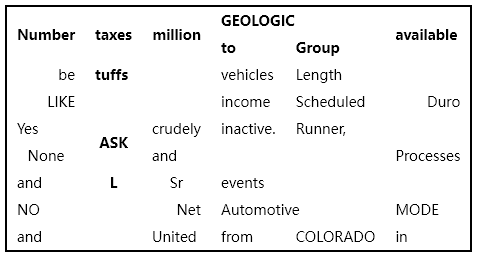 GEOLOGIC
Number taxes million available
to Group
be tuffs vehicles Length
LIKE income Scheduled Duro
Yes crudely inactive. Runner,
ASK
None and Processes
and L Sr events
NO Net Automotive MODE
and United from COLORADO in